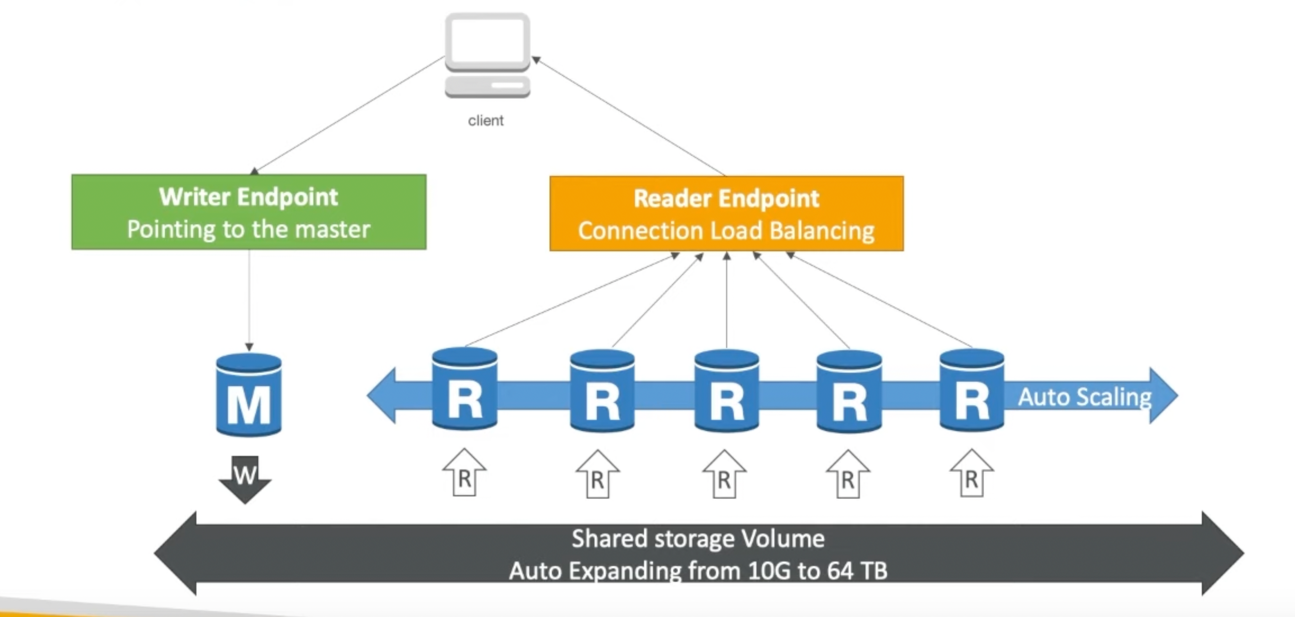 client
Writer Endpoint
Pointing to the master
Reader Endpoint
Connection Load Balancing
M
R
R
R
R
R
Auto Scaling
W
R
R
R
R
R
Shared storage Volume
Auto Expanding from 10G to 64 TB